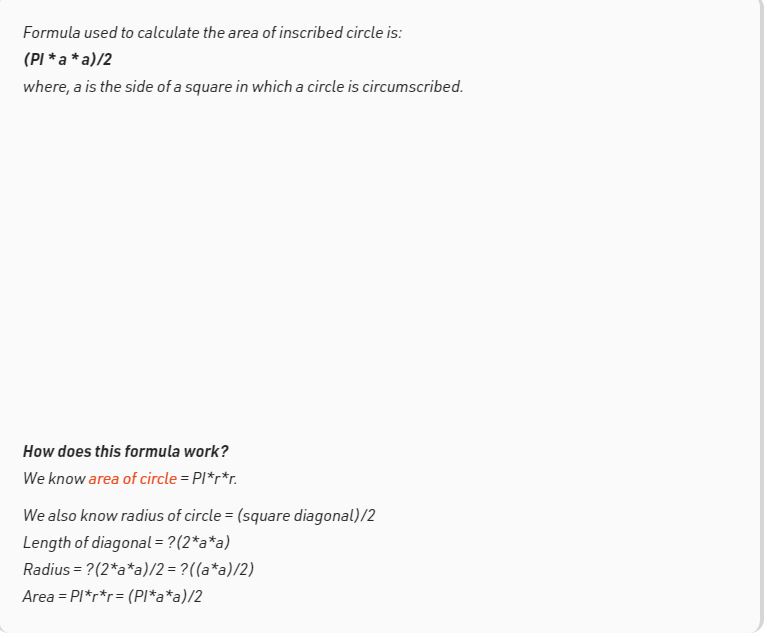 Formula used to calculate the area of inscribed circle is:
(PI * a * a)/2
where, a is the side of a square in which a circle is circumscribed.
How does this formula work?
We know area of circle = PI*r*r.
We also know radius of circle = (square diagonal)/2
Length of diagonal = ?(2*a*a)
Radius = ?(2*a*a)/2 = ?((a*a)/2)
Area = PI*r*r = (PI*a*a)/2